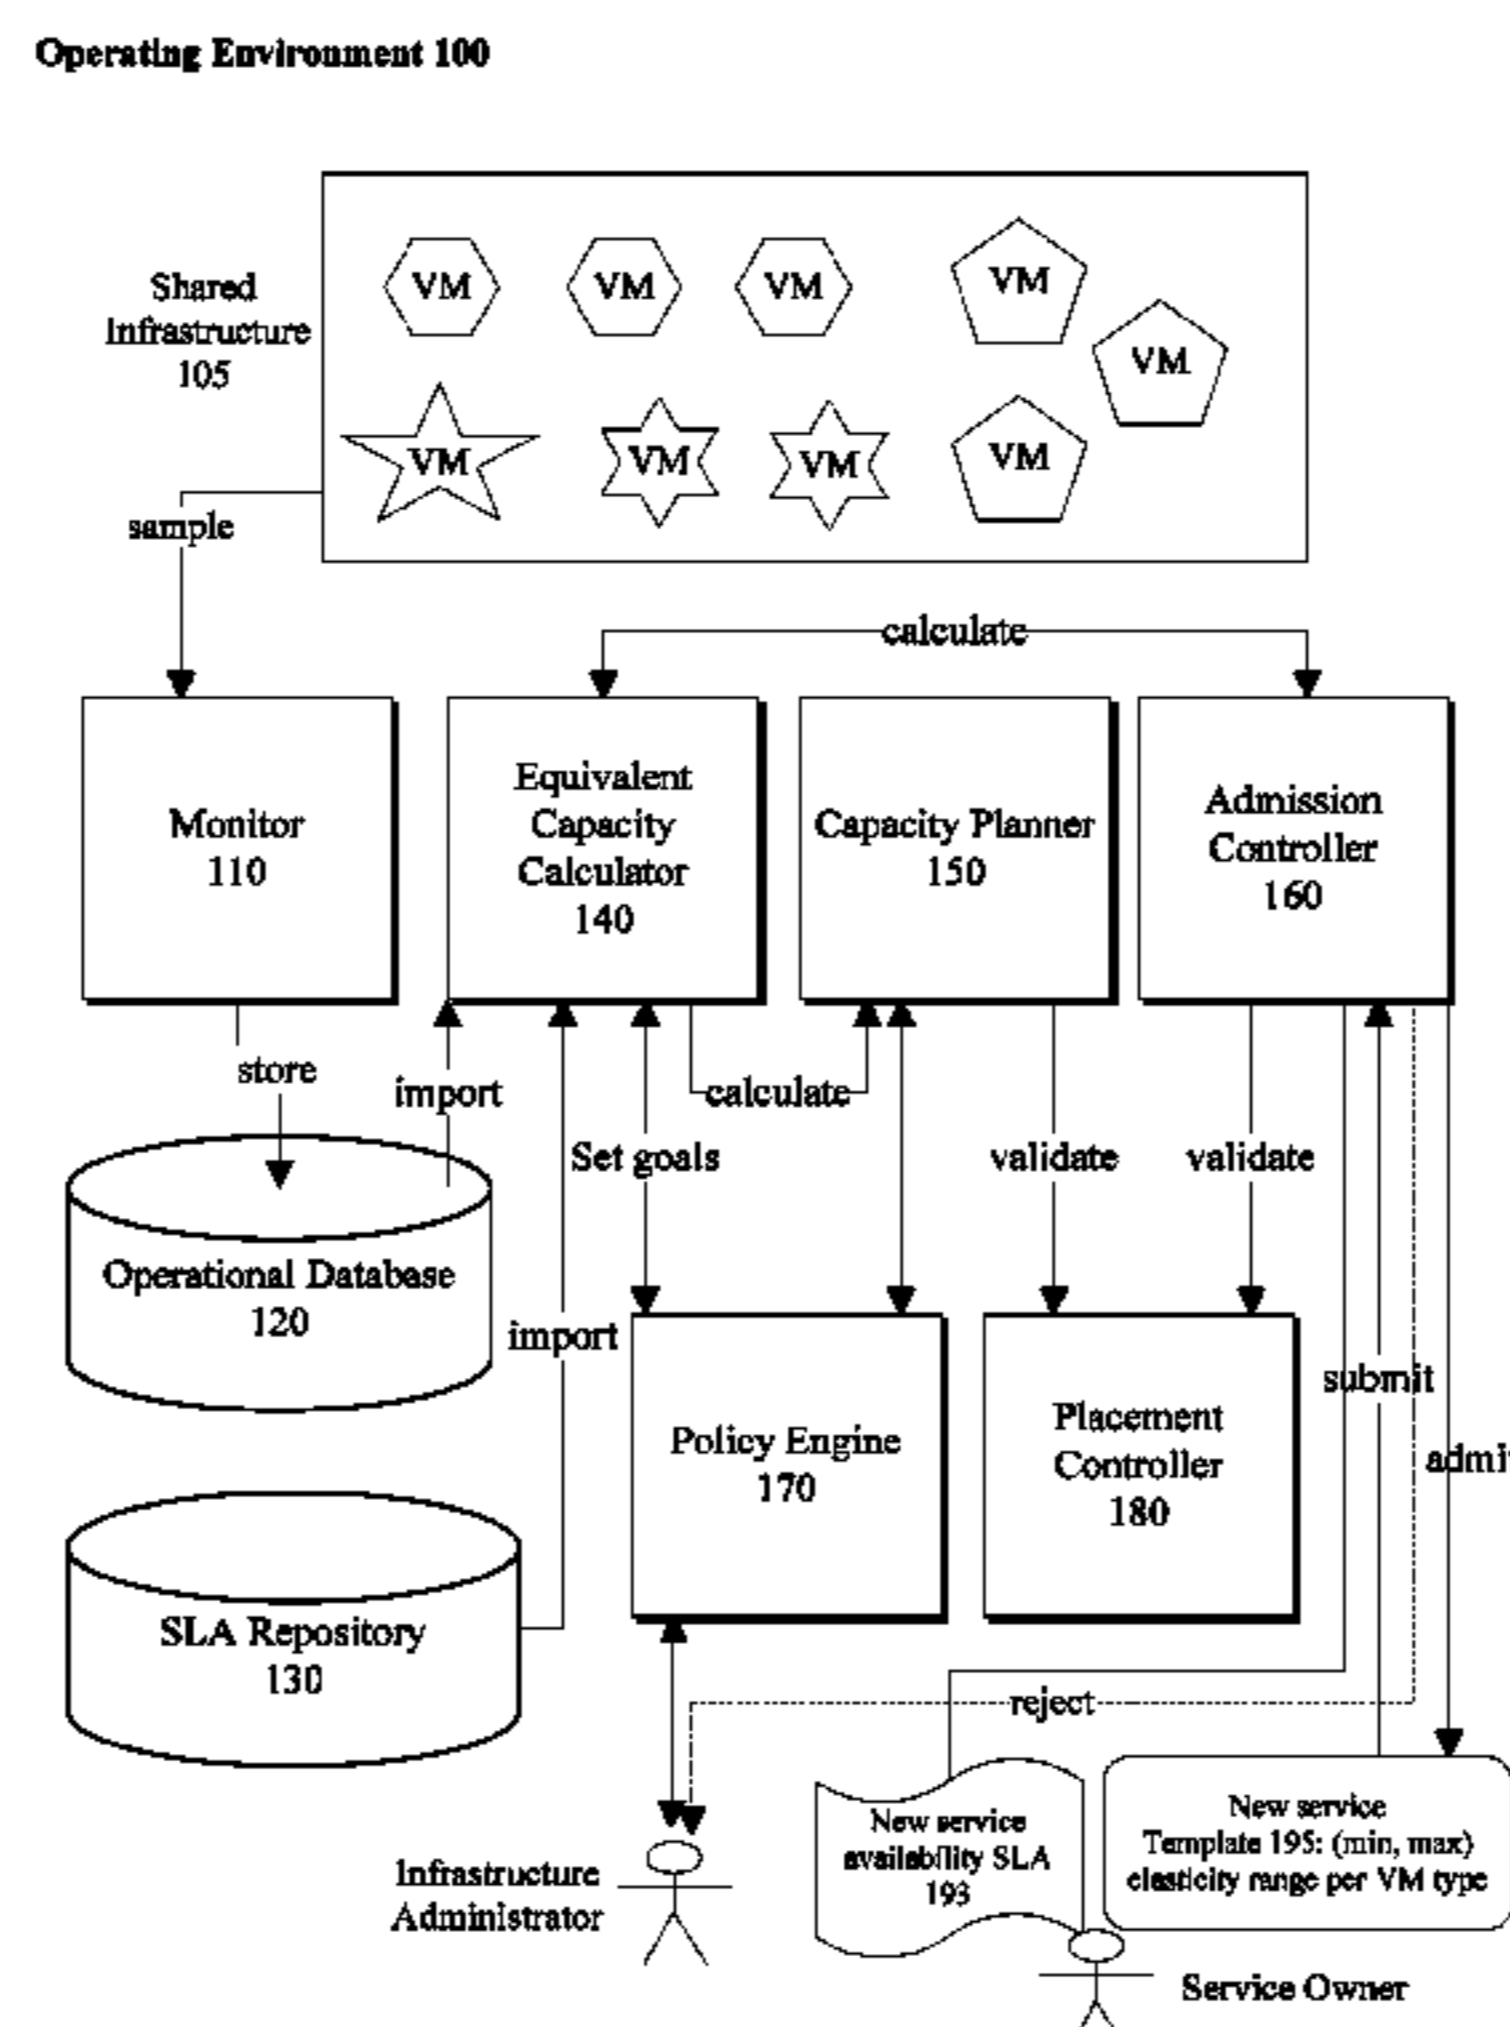 Operating Environment 100
VM
VM
VM
VM
VM
VM
VM
VM
VM
Shared
Infrastructure
105
sample
calculate
Monitor
110
Equivalent
Capacity
Calculator
140
Capacity Planner
150
Admission
Controller
160
store
import
calculate
Set goals
validate
validate
Operational Database
120
import
submit
Policy Engine
170
Placement
Controller
180
admi
SLA Repository
130
reject
New service
availability SLA
193
New service
Template 195: (min, max)
elasticity range per VM type
Infrastructure
Administrator
Service Owner